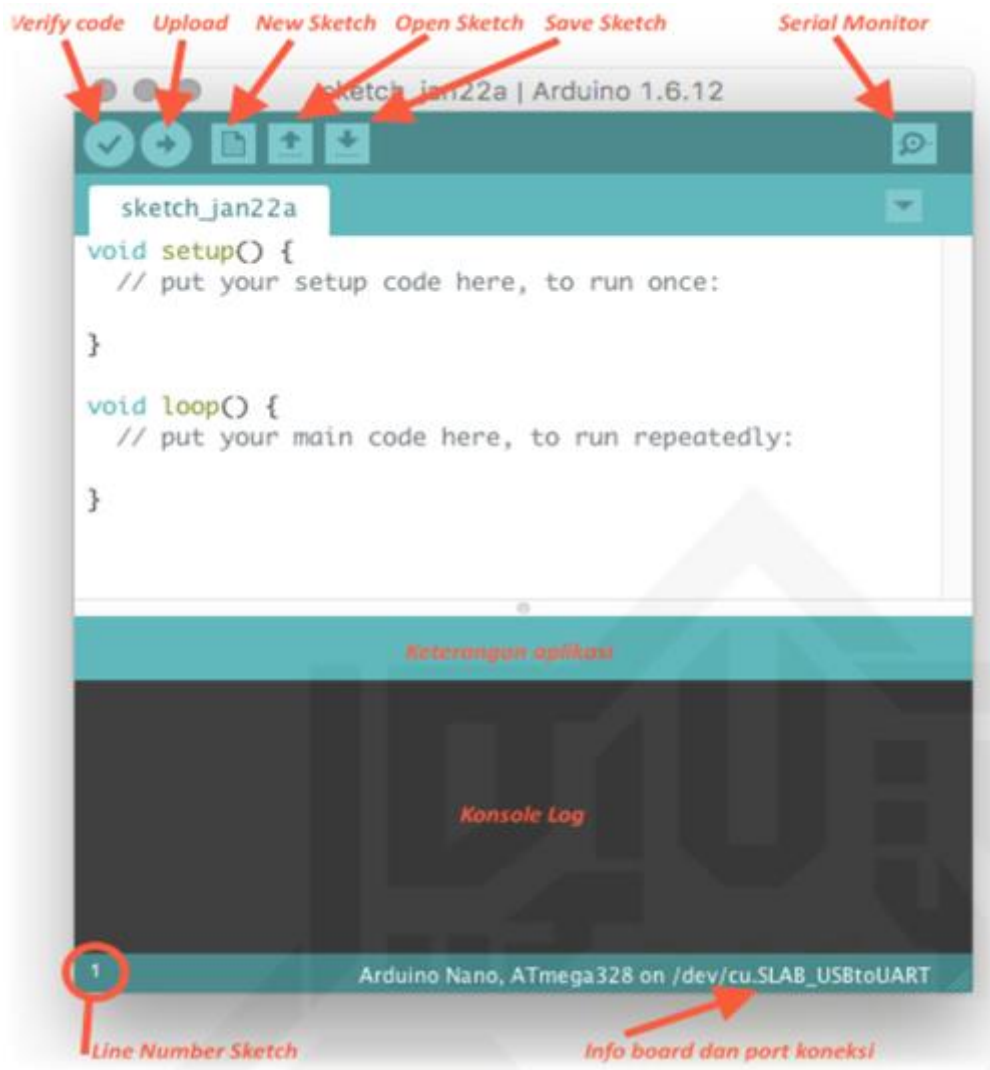 Verify code Upload New Sketch Open Sketch Save Sketch Serial Monitor
sketch_jan22a | Arduino 1.6.12
sketch_jan22a
void setup() {
// put your setup code here, to run once:
}
void loop() {
// put your main code here, to run repeatedly:
}
Keterangan aplikasi
Konsole Log
1
Arduino Nano, ATmega328 on /dev/cu.SLAB_USBtoUART
Line Number Sketch
Info board dan port koneksi